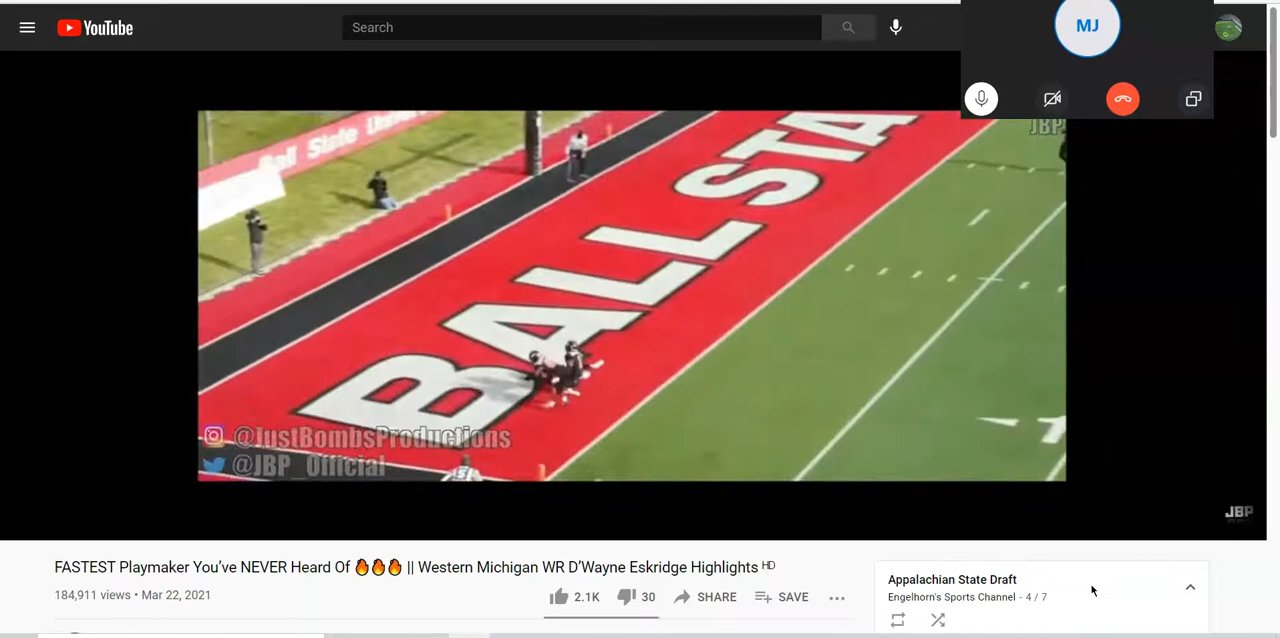 YouTube
Search
MJ
Ball State
BALL STA
JBP
@JustBombsProductions
@JBP_Official
JBP
FASTEST Playmaker You've NEVER Heard Of 🔥🔥🔥 || Western Michigan WR D'Wayne Eskridge Highlights ᴴᴰ
184,911 views • Mar 22, 2021
2.1K
30
SHARE
SAVE
Appalachian State Draft
Engelhorn's Sports Channel - 4 / 7